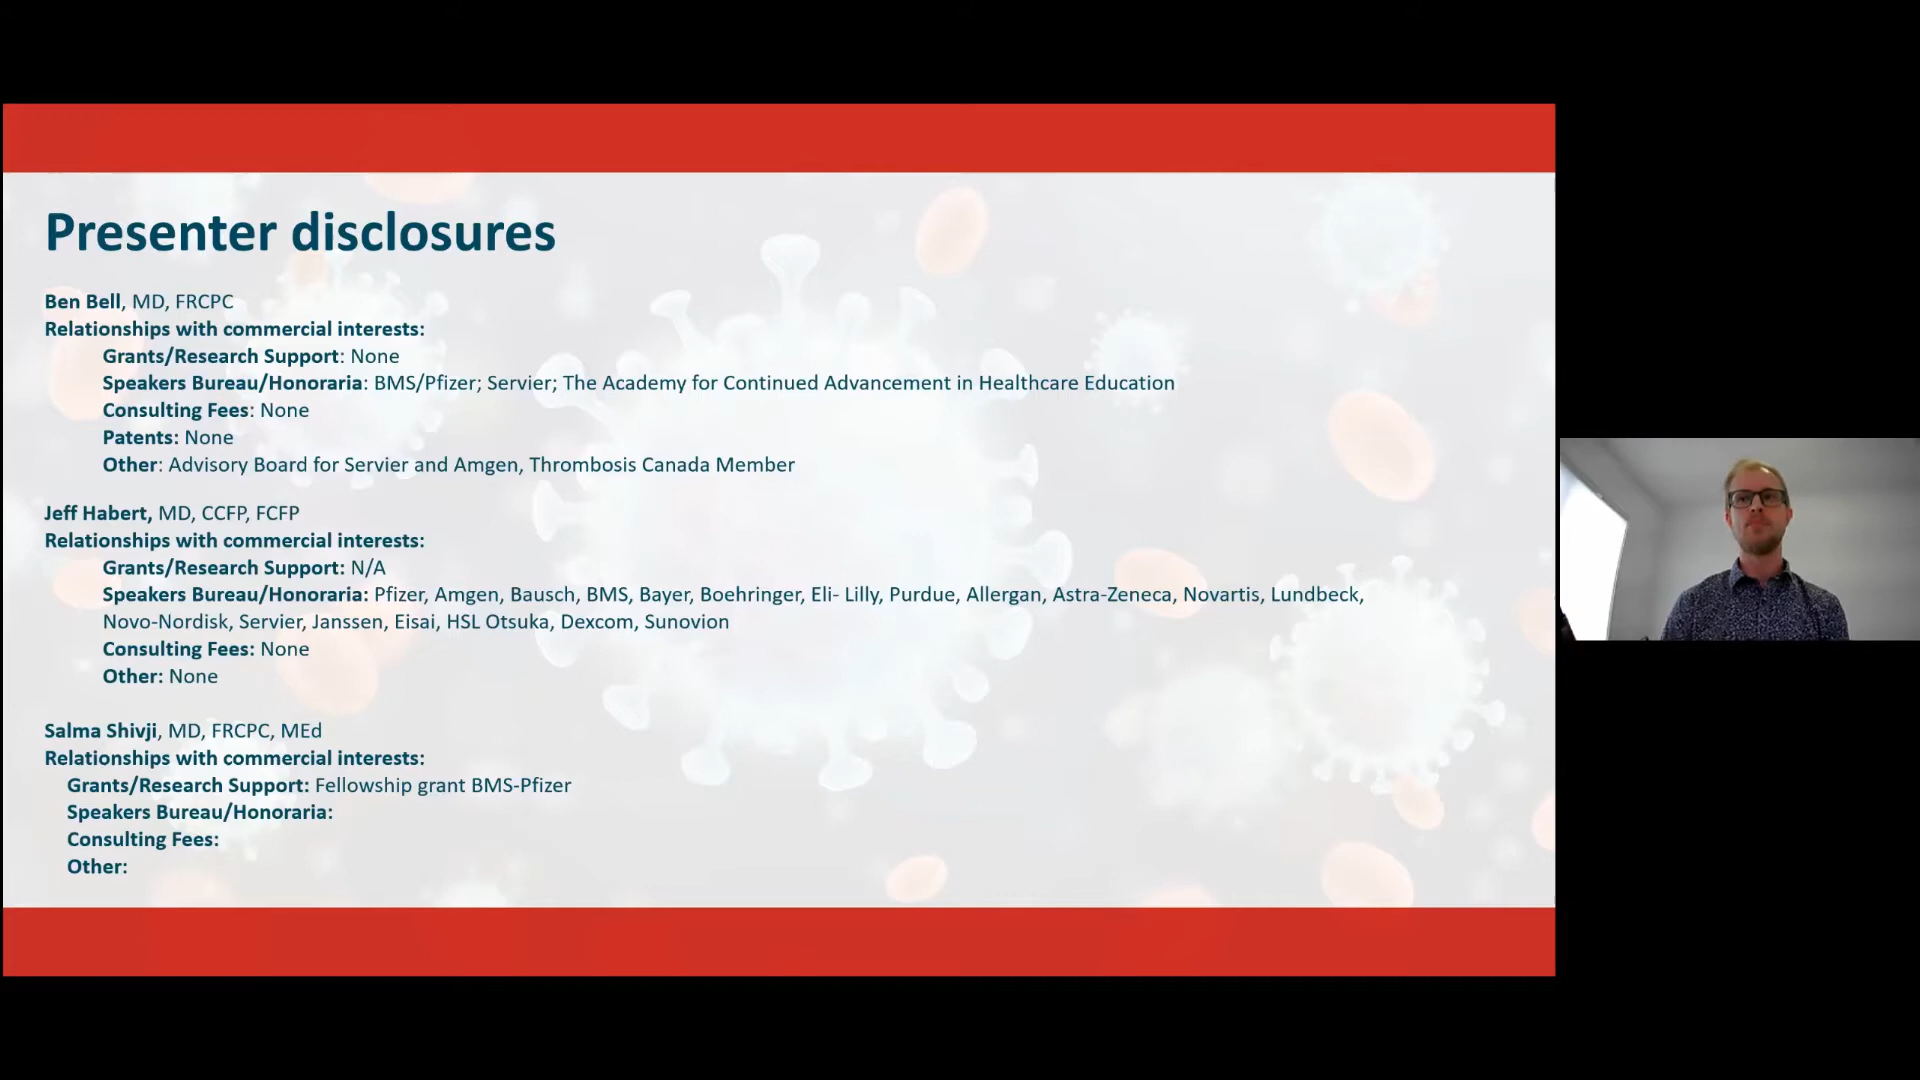 Presenter disclosures
Ben Bell, MD, FRCPC
Relationships with commercial interests:
Grants/Research Support: None
Speakers Bureau/Honoraria: BMS/Pfizer; Servier; The Academy for Continued Advancement in Healthcare Education
Consulting Fees: None
Patents: None
Other: Advisory Board for Servier and Amgen, Thrombosis Canada Member
Jeff Habert, MD, CCFP, FCFP
Relationships with commercial interests:
Grants/Research Support: N/A
Speakers Bureau/Honoraria: Pfizer, Amgen, Bausch, BMS, Bayer, Boehringer, Eli- Lilly, Purdue, Allergan, Astra-Zeneca, Novartis, Lundbeck,
Novo-Nordisk, Servier, Janssen, Eisai, HSL Otsuka, Dexcom, Sunovion
Consulting Fees: None
Other: None
Salma Shivji, MD, FRCPC, MEd
Relationships with commercial interests:
Grants/Research Support: Fellowship grant BMS-Pfizer
Speakers Bureau/Honoraria:
Consulting Fees:
Other: